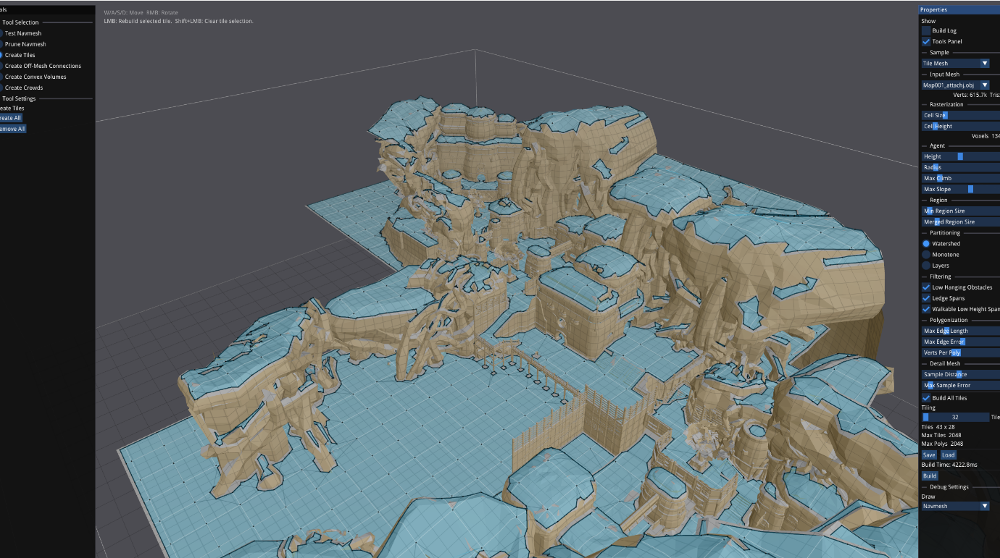 ols
Tool Selection
Test Navmesh
Prune Navmesh
Create Tiles
Create Off-Mesh Connections
Create Convex Volumes
Create Crowds
Tool Settings
eate Tiles
reate All
emove All
W/A/S/D: Move RMB: Rotate
LMB: Rebuild selected tile. Shift+LMB: Clear tile selection.
Properties
Show
Build Log
Tools Panel
Sample
Tile Mesh
Input Mesh
Map001_attachj.obj
Verts: 615.7k Tris:
Rasterization
Cell Size
Cell Height
Voxels 134
Agent
Height
Radius
Max Climb
Max Slope
Region
Min Region Size
Merged Region Size
Partitioning
Watershed
Monotone
Layers
Filtering
Low Hanging Obstacles
Ledge Spans
Walkable Low Height Span
Polygonization
Max Edge Length
Max Edge Error
Verts Per Poly
Detail Mesh
Sample Distance
Max Sample Error
Build All Tiles
Tiling
32 Tile
Tiles 43 x 28
Max Tiles 2048
Max Polys 2048
Save Load
Build Time: 4222.8ms
Build
Debug Settings
Draw
Navmesh